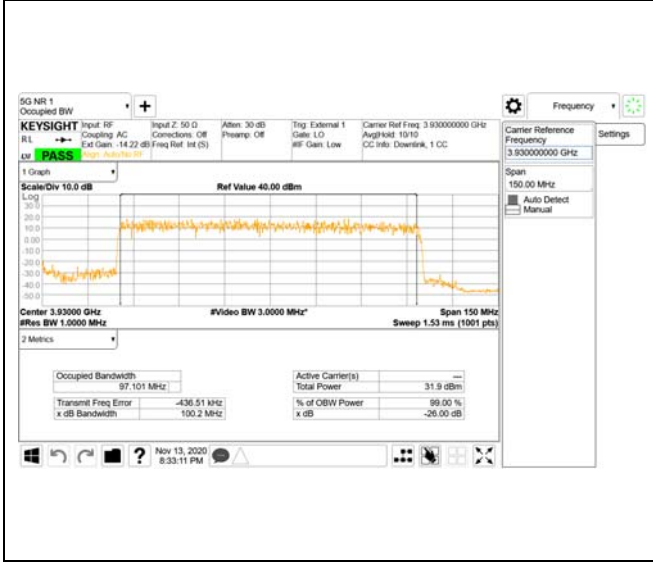 5G NR 1
Occupied BW
Frequency
KEYSIGHT
Input: RF
Input Z: 50 Ω
Atten: 30 dB
Trig: External 1
Carrier Ref Freq: 3.930000000 GHz
R L
Coupling: AC
Corrections: Off
Preamp: Off
Gate: LO
Avg|Hold: 10/10
Ext Gain: -14.22 dB
Freq Ref: Int (S)
#IF Gain: Low
CC Info: Downlink, 1 CC
PASS
Align: Auto/No RF
Carrier Reference
Frequency
3.930000000 GHz
Settings
Span
150.00 MHz
Auto Detect
Manual
1 Graph
Scale/Div 10.0 dB
Ref Value 40.00 dBm
Log
30.0
20.0
10.0
0.00
-10.0
-20.0
-30.0
-40.0
-50.0
Center 3.93000 GHz
#Video BW 3.0000 MHz*
Span 150 MHz
#Res BW 1.0000 MHz
Sweep 1.53 ms (1001 pts)
2 Metrics
Occupied Bandwidth
97.101 MHz
Active Carrier(s)
---
Total Power
31.9 dBm
Transmit Freq Error
-436.51 kHz
% of OBW Power
99.00 %
x dB Bandwidth
100.2 MHz
x dB
-26.00 dB
?
Nov 13, 2020
8:33:11 PM